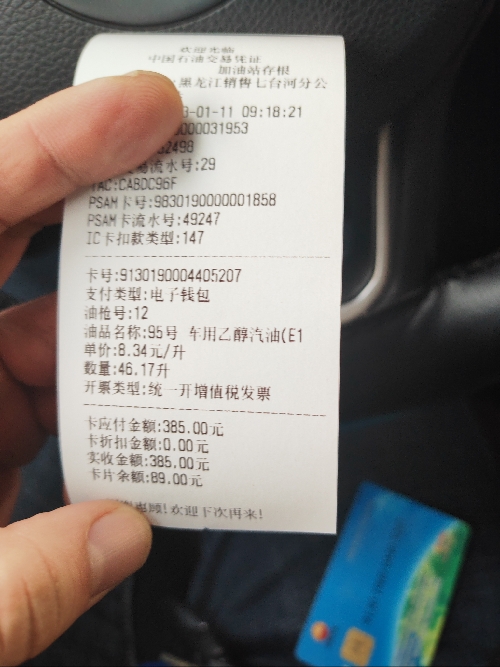 欢迎光临
中国石油交易凭证
加油站存根
黑龙江销售七台河分公
-01-11 09:18:21
000031953
2498
流水号:29
TAC:CABDC96F
PSAM卡号:9830190000001858
PSAM卡流水号:49247
IC卡扣款类型:147
卡号:9130190004405207
支付类型:电子钱包
油枪号:12
油品名称:95号 车用乙醇汽油(E1
单价:8.34元/升
数量:46.17升
开票类型:统一开增值税发票
卡应付金额:385.00元
卡折扣金额:0.00元
实收金额:385.00元
卡片余额:89.00元
惠顾!欢迎下次再来!